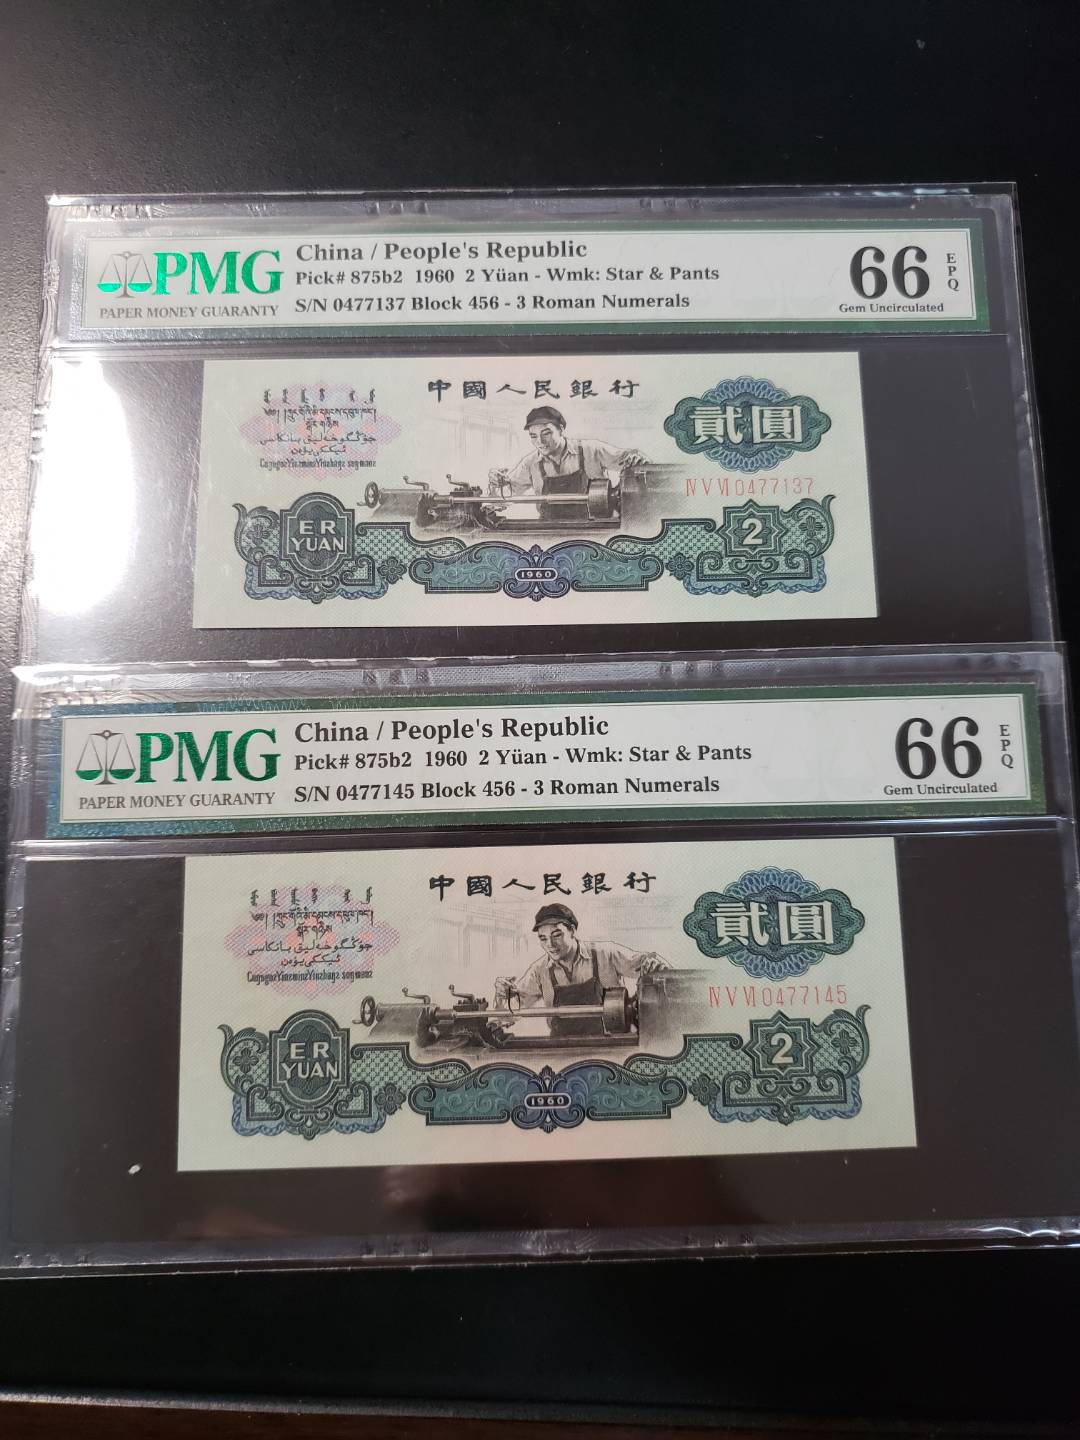 PMG
PAPER MONEY GUARANTY
China / People's Republic
Pick# 875b2 1960 2 Yüan - Wmk: Star & Pants
S/N 0477137 Block 456 - 3 Roman Numerals
66
EPQ
Gem Uncirculated
中國人民銀行
貳圓
ⅣⅤⅥ0477137
ER
YUAN
2
1960
PMG
PAPER MONEY GUARANTY
China / People's Republic
Pick# 875b2 1960 2 Yüan - Wmk: Star & Pants
S/N 0477145 Block 456 - 3 Roman Numerals
66
EPQ
Gem Uncirculated
中國人民銀行
貳圓
ⅣⅤⅥ0477145
ER
YUAN
2
1960